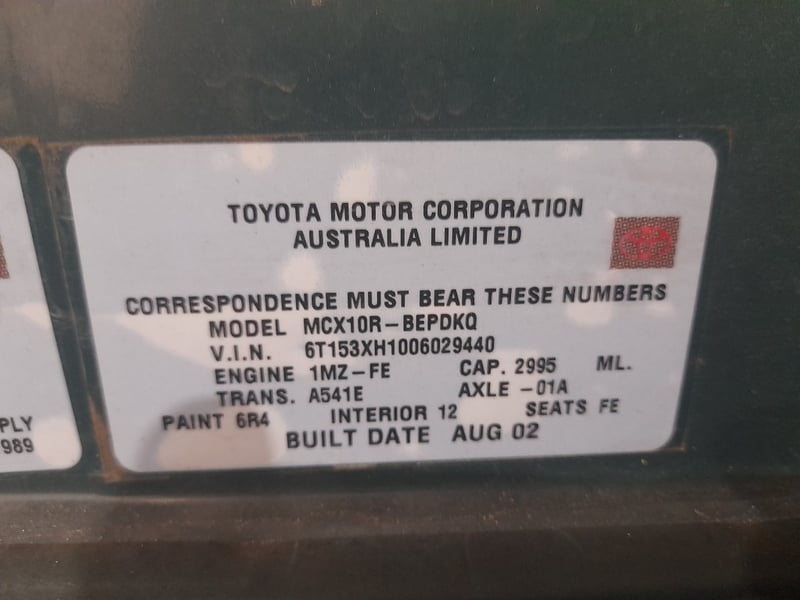 TOYOTA MOTOR CORPORATION
AUSTRALIA LIMITED
CORRESPONDENCE MUST BEAR THESE NUMBERS
MODEL MCX10R-BEPDKQ
V.I.N. 6T153XH1006029440
ENGINE 1MZ-FE CAP. 2995 ML.
TRANS. A541E AXLE -01A
PAINT 6R4 INTERIOR 12 SEATS FE
BUILT DATE AUG 02
PLY
989